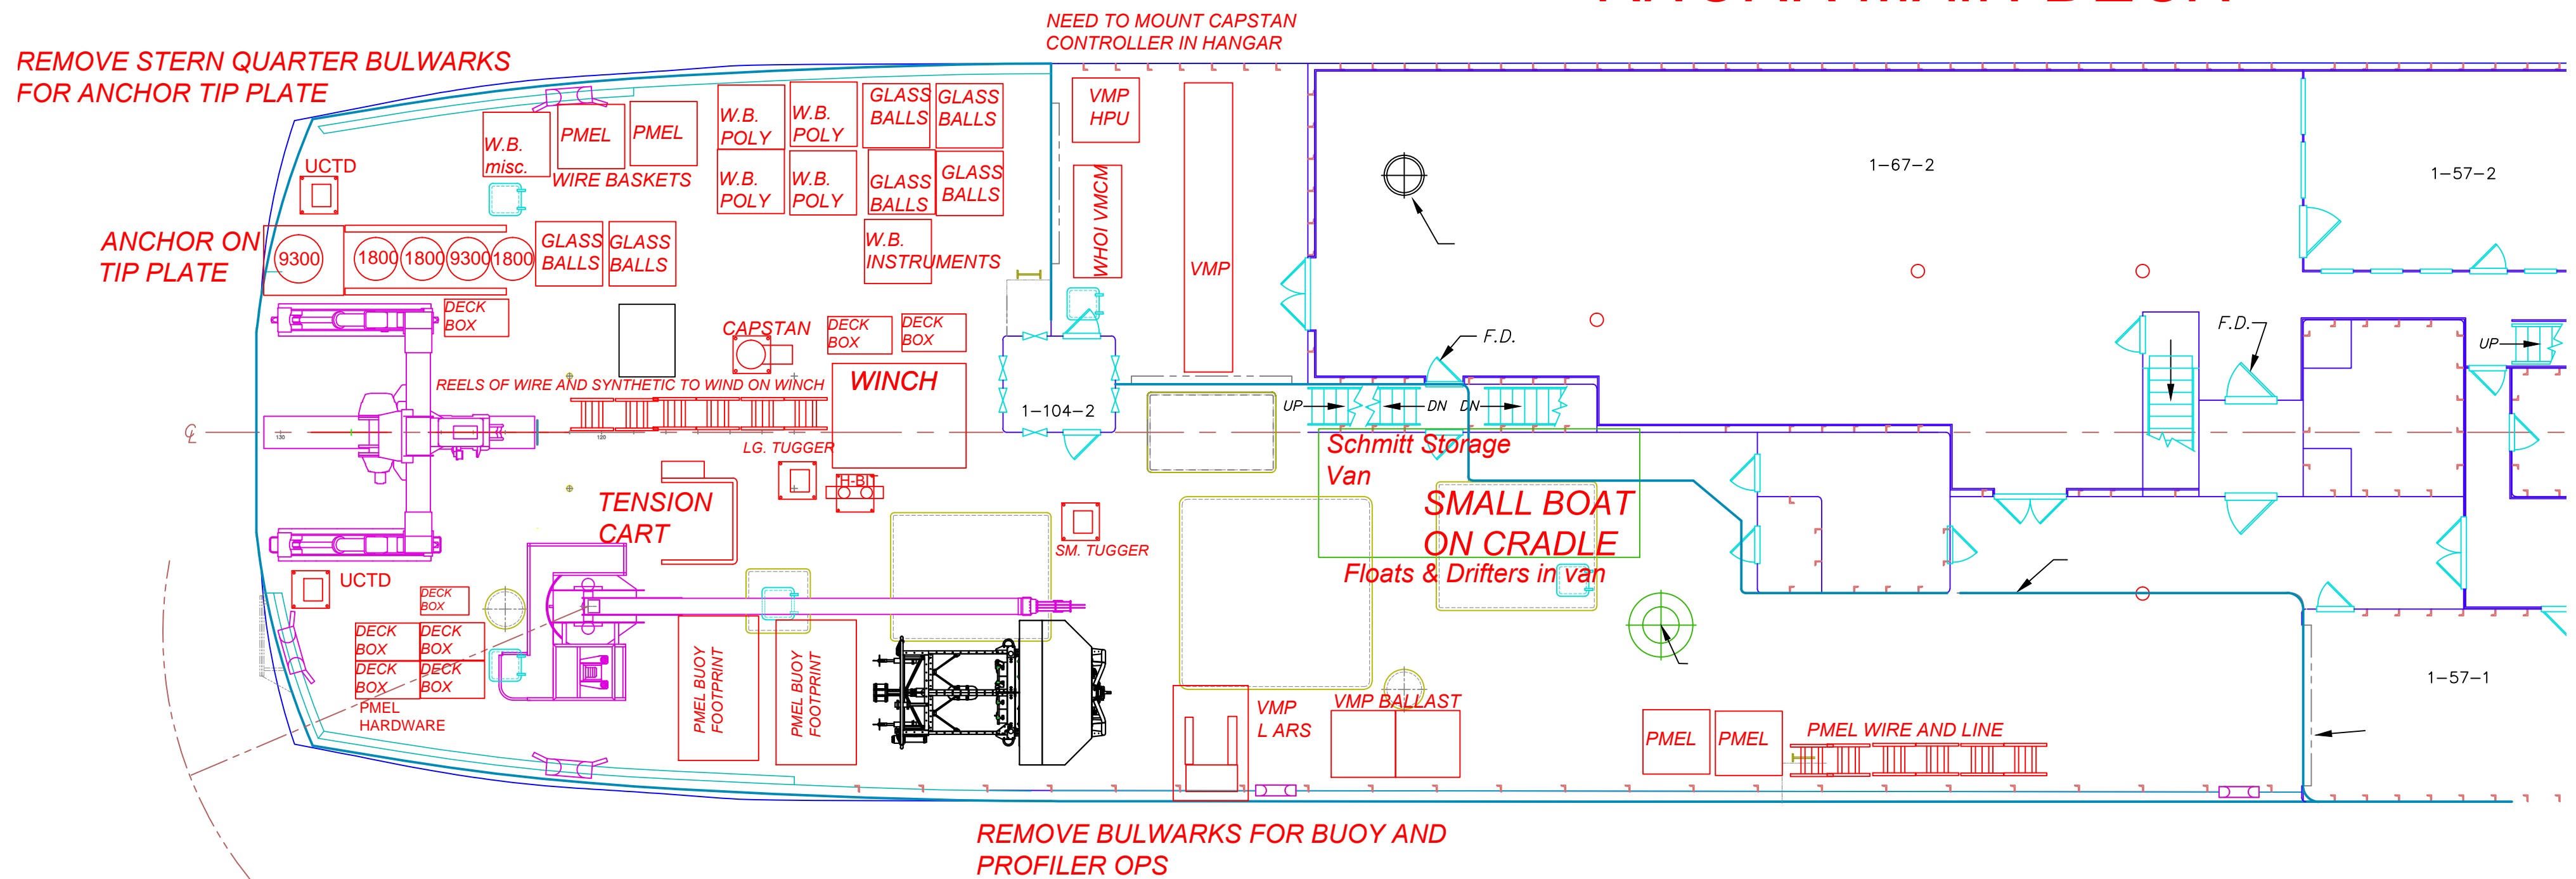 NEED TO MOUNT CAPSTAN
CONTROLLER IN HANGAR
REMOVE STERN QUARTER BULWARKS
FOR ANCHOR TIP PLATE
UCTD
W.B.
misc.
PMEL
PMEL
WIRE BASKETS
W.B.
POLY
W.B.
POLY
GLASS
BALLS
GLASS
BALLS
W.B.
POLY
W.B.
POLY
GLASS
BALLS
GLASS
BALLS
VMP
HPU
WHOI VMCM
VMP
1-67-2
1-57-2
ANCHOR ON
TIP PLATE
9300
1800
1800
9300
1800
GLASS
BALLS
GLASS
BALLS
W.B.
INSTRUMENTS
DECK
BOX
CAPSTAN
DECK
BOX
DECK
BOX
F.D.
F.D.
UP
REELS OF WIRE AND SYNTHETIC TO WIND ON WINCH
WINCH
1-104-2
UP
DN
DN
℄
130
120
LG. TUGGER
H-BIT
Schmitt Storage
Van
TENSION
CART
SMALL BOAT
ON CRADLE
SM. TUGGER
Floats & Drifters in van
UCTD
DECK
BOX
DECK
BOX
DECK
BOX
DECK
BOX
DECK
BOX
PMEL
HARDWARE
PMEL BUOY
FOOTPRINT
PMEL BUOY
FOOTPRINT
VMP
L ARS
VMP BALLAST
PMEL
PMEL
PMEL WIRE AND LINE
1-57-1
REMOVE BULWARKS FOR BUOY AND
PROFILER OPS